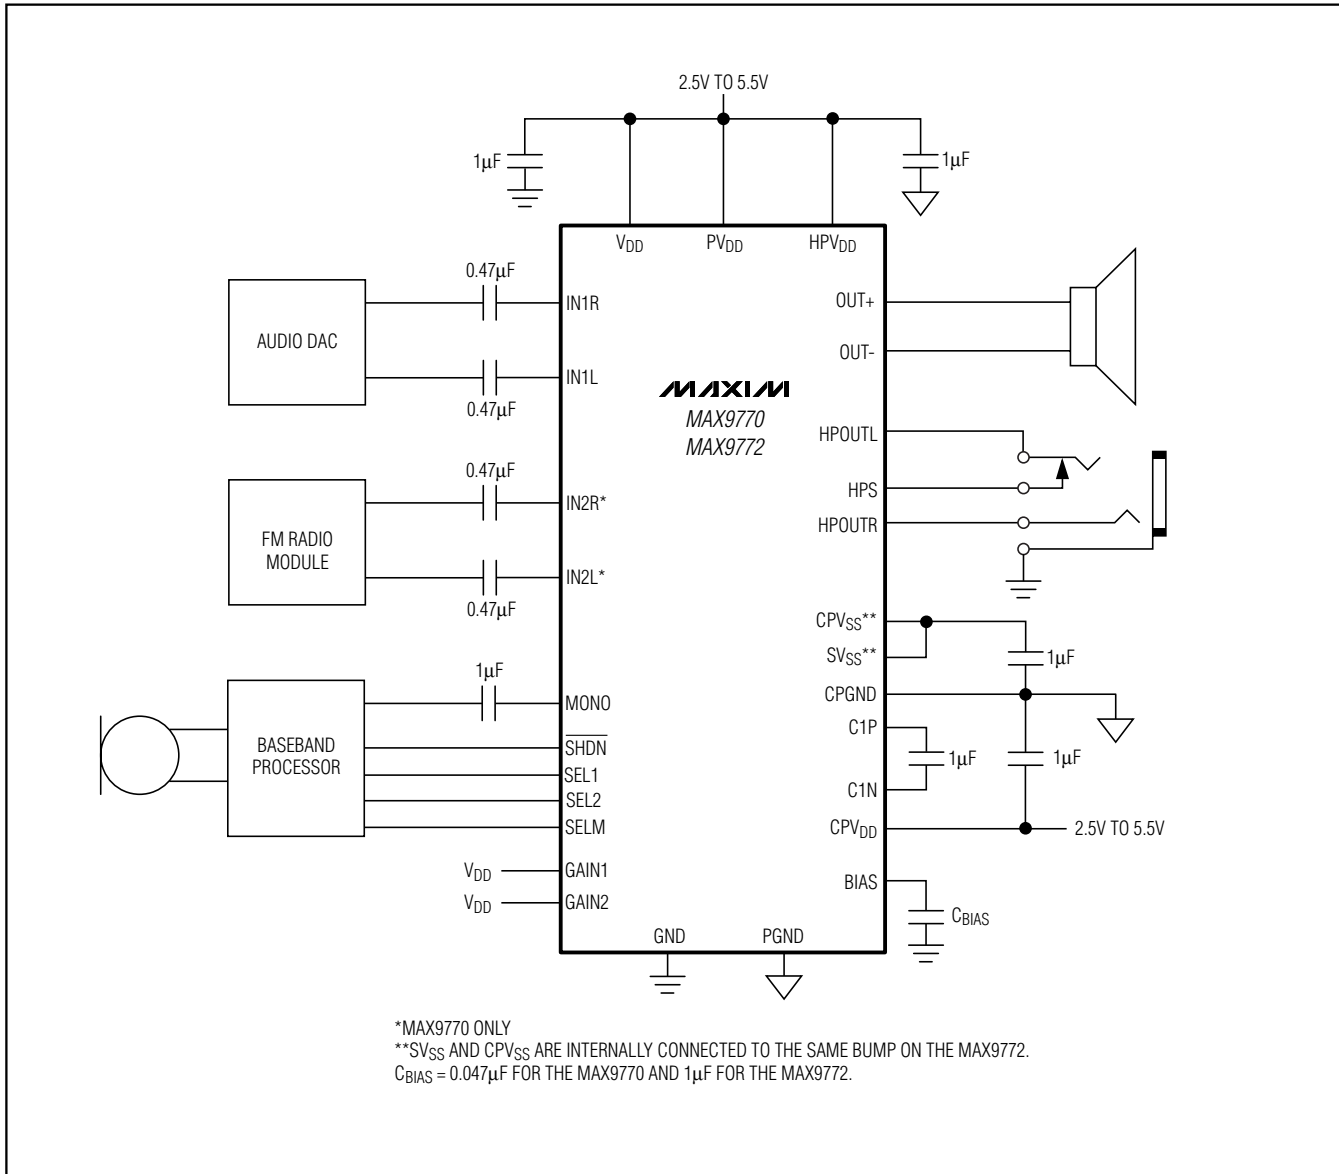 2.5V TO 5.5V
1µF
1µF
VDD
PVDD
HPVDD
0.47µF
AUDIO DAC
IN1R
IN1L
0.47µF
OUT+
OUT-
MAXIM
MAX9770
MAX9772
HPOUTL
HPS
HPOUTR
0.47µF
FM RADIO
MODULE
IN2R*
IN2L*
0.47µF
CPVSS**
SVSS**
1µF
CPGND
C1P
1µF
1µF
C1N
CPVDD
2.5V TO 5.5V
1µF
BASEBAND
PROCESSOR
MONO
SHDN
SEL1
SEL2
SELM
VDD
GAIN1
VDD
GAIN2
BIAS
CBIAS
GND
PGND
*MAX9770 ONLY
**SVSS AND CPVSS ARE INTERNALLY CONNECTED TO THE SAME BUMP ON THE MAX9772.
CBIAS = 0.047µF FOR THE MAX9770 AND 1µF FOR THE MAX9772.